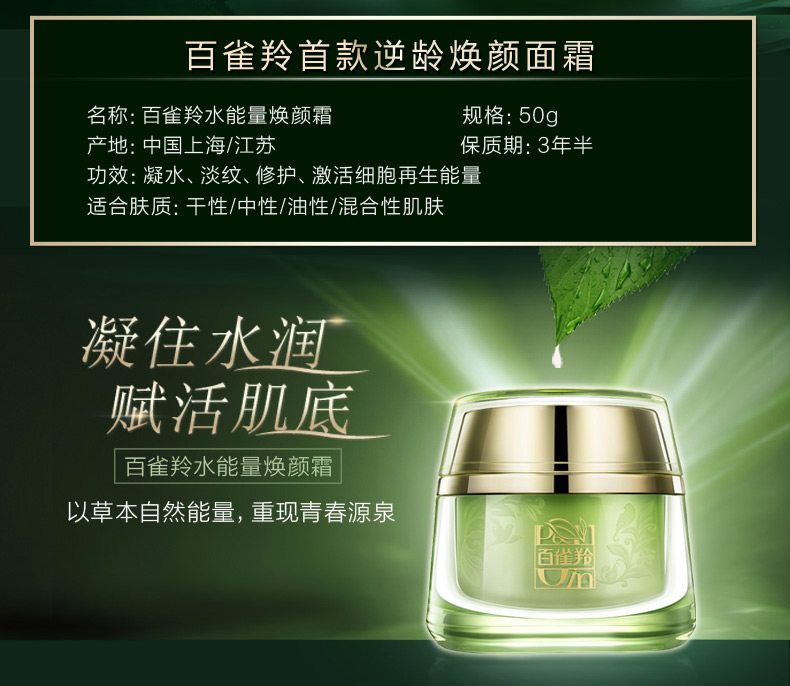 百雀羚首款逆龄焕颜面霜
名称: 百雀羚水能量焕颜霜 规格: 50g
产地: 中国上海/江苏 保质期: 3年半
功效: 凝水、淡纹、修护、激活细胞再生能量
适合肤质: 干性/中性/油性/混合性肌肤
凝住水润
赋活肌底
百雀羚水能量焕颜霜
以草本自然能量, 重现青春源泉
百雀羚